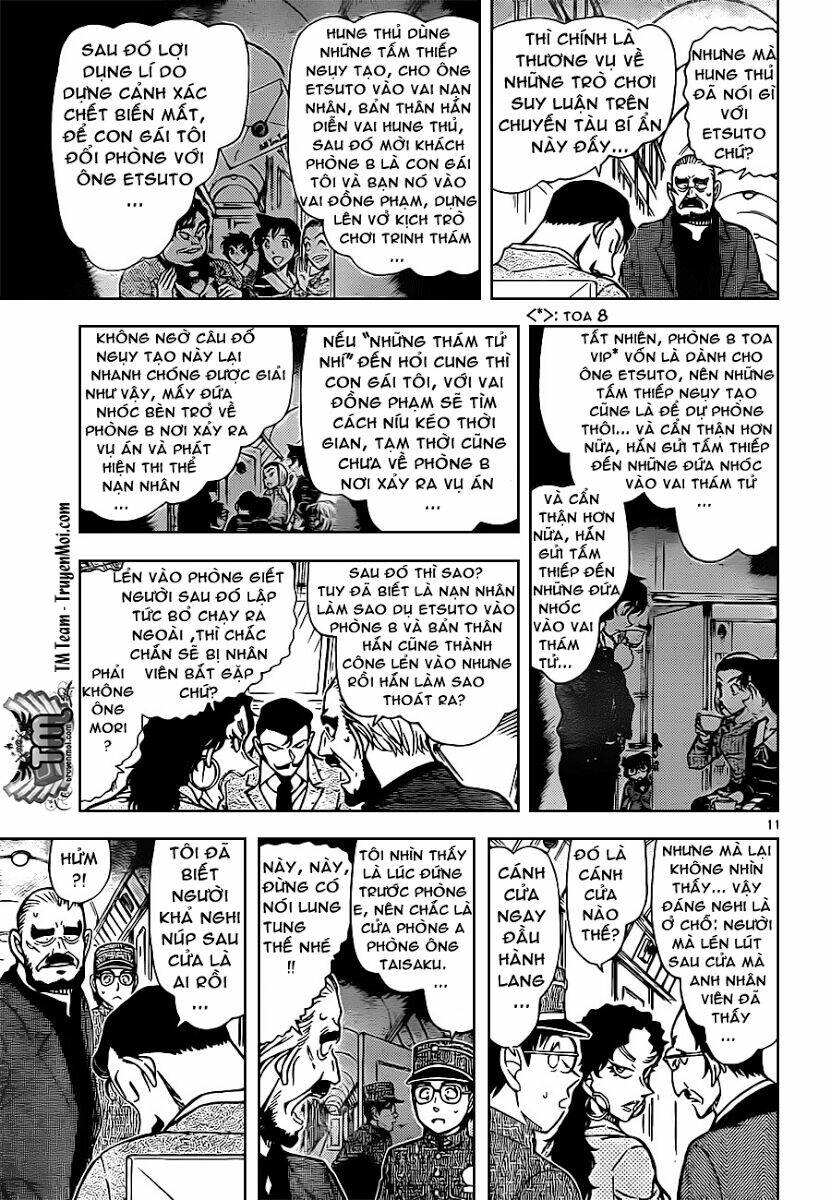 NHƯNG MÀ
HUNG THỦ
ĐÃ NÓI GÌ
VỚI
ETSUTO
CHỨ?
THÌ CHÍNH LÀ
THƯƠNG VỤ VỀ
NHỮNG TRÒ CHƠI
SUY LUẬN TRÊN
CHUYẾN TÀU BÍ ẨN
NÀY ĐẤY...
HUNG THỦ DÙNG
NHỮNG TẤM THIẾP
NGỤY TẠO, CHO ÔNG
ETSUTO VÀO VAI NẠN
NHÂN, BẢN THÂN HẮN
DIỄN VAI HUNG THỦ,
SAU ĐÓ MỜI KHÁCH
PHÒNG B LÀ CON GÁI
TÔI VÀ BẠN NÓ VÀO
VAI ĐỒNG PHẠM, DỰNG
LÊN VỞ KỊCH TRÒ
CHƠI TRINH THÁM
...
SAU ĐÓ LỢI
DỤNG LÍ DO
DỰNG CẢNH XÁC
CHẾT BIẾN MẤT,
ĐỂ CON GÁI TÔI
ĐỔI PHÒNG VỚI
ÔNG ETSUTO
...
<*>: TOA 8
TẤT NHIÊN, PHÒNG B TOA
VIP* VỐN LÀ DÀNH CHO
ÔNG ETSUTO, NÊN NHỮNG
TẤM THIẾP NGỤY TẠO
CŨNG LÀ ĐỂ DỰ PHÒNG
THÔI... VÀ CẨN THẬN HƠN
NỮA, HẮN GỬI TẤM THIẾP
ĐẾN NHỮNG ĐỨA NHÓC
VÀO VAI THÁM TỬ
...
VÀ CẨN
THẬN HƠN
NỮA, HẮN
GỬI TẤM
THIẾP ĐẾN
NHỮNG ĐỨA
NHÓC
VÀO VAI
THÁM
TỬ...
NẾU "NHỮNG THÁM TỬ
NHÍ" ĐẾN HỎI CUNG THÌ
CON GÁI TÔI, VỚI VAI
ĐỒNG PHẠM SẼ TÌM
CÁCH NÍU KÉO THỜI
GIAN, TẠM THỜI CŨNG
CHƯA VỀ PHÒNG B
NƠI XẢY RA VỤ ÁN
...
KHÔNG NGỜ CÂU ĐỐ
NGỤY TẠO NÀY LẠI
NHANH CHÓNG ĐƯỢC GIẢI
NHƯ VẬY, MẤY ĐỨA
NHÓC BÈN TRỞ VỀ
PHÒNG B NƠI XẢY RA
VỤ ÁN VÀ PHÁT
HIỆN THI THỂ
NẠN NHÂN
...
SAU ĐÓ THÌ SAO?
TUY ĐÃ BIẾT LÀ NẠN NHÂN
LÀM SAO DỤ ETSUTO VÀO
PHÒNG B VÀ BẢN THÂN
HẮN CŨNG THÀNH
CÔNG LẺN VÀO NHƯNG
RỒI HẮN LÀM SAO
THOÁT RA?
LẺN VÀO PHÒNG GIẾT
NGƯỜI SAU ĐÓ LẬP
TỨC BỎ CHẠY RA
NGOÀI, THÌ CHẮC
CHẮN SẼ BỊ NHÂN
VIÊN BẮT GẶP
CHỨ?
PHẢI
KHÔNG
ÔNG
MORI
?
TM Team - TruyenMoi.com
TM
truyenmoi.com
11
NHƯNG MÀ LẠI
KHÔNG NHÌN
THẤY... VẬY
ĐÁNG NGHI LÀ
Ở CHỖ: NGƯỜI
MÀ LÉN LÚT
SAU CỬA MÀ
ANH NHÂN
VIÊN ĐÃ
THẤY
...
ĐÓ LÀ
CÁNH
CỬA
NÀO
THẾ?
CÁNH
CỬA
NGAY
ĐẦU
HÀNH
LANG
...
TÔI NHÌN THẤY
LÀ LÚC ĐỨNG
TRƯỚC PHÒNG
E, NÊN CHẮC LÀ
CỬA PHÒNG A
PHÒNG ÔNG
TAISAKU.
...
NÀY, NÀY,
ĐỪNG CÓ
NÓI LUNG
TUNG
THẾ NHÉ
!!
TÔI ĐÃ
BIẾT
NGƯỜI
KHẢ NGHI
NÚP SAU
CỬA LÀ
AI RỒI
...
HỬM
?!